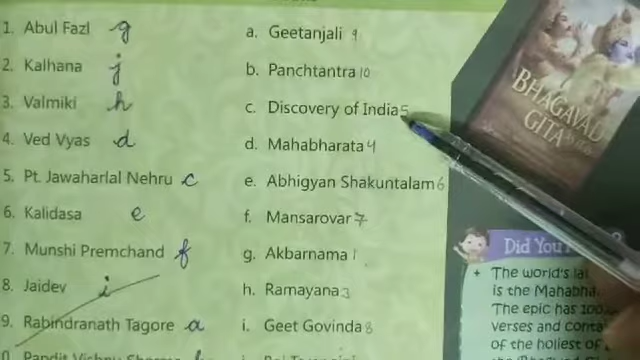 1. Abul Fazl g a. Geetanjali 9
2. Kalhana j b. Panchtantra 10
3. Valmiki h c. Discovery of India 5
4. Ved Vyas d d. Mahabharata 4
5. Pt. Jawaharlal Nehru c e. Abhigyan Shakuntalam 6
6. Kalidasa e f. Mansarovar 7
7. Munshi Premchand f g. Akbarnama 1
8. Jaidev i h. Ramayana 3
9. Rabindranath Tagore a i. Geet Govinda 8
BHAGAVAD
GITA
Did You
The world's
is the Mahabha
The epic has 100,
verses and conta
of the holiest of